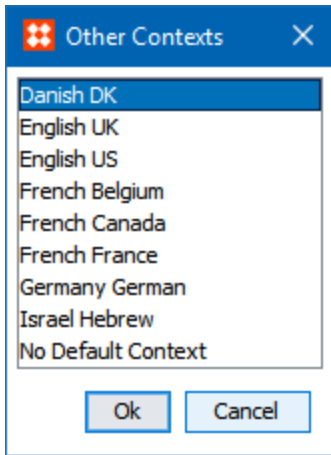 Other Contexts
Danish DK
English UK
English US
French Belgium
French Canada
French France
Germany German
Israel Hebrew
No Default Context
Ok Cancel